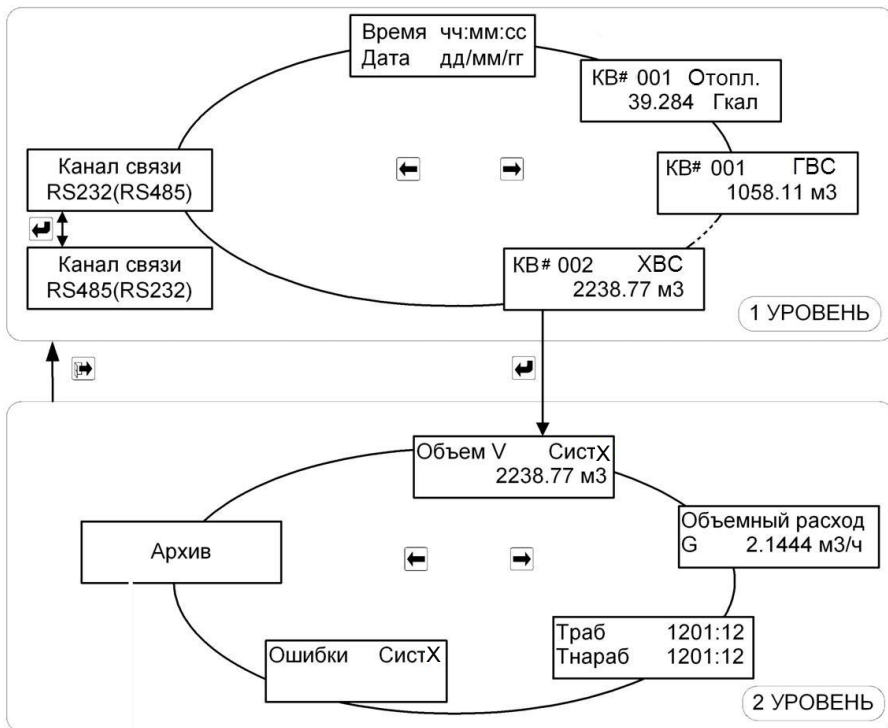 Время чч:мм:сс
Дата дд/мм/гг
КВ# 001 Отопл.
39.284 Гкал
КВ# 001 ГВС
1058.11 м3
Канал связи
RS232(RS485)
Канал связи
RS485(RS232)
КВ# 002 ХВС
2238.77 м3
1 УРОВЕНЬ
Объем V СистХ
2238.77 м3
Объемный расход
G 2.1444 м3/ч
Архив
Траб 1201:12
Тнараб 1201:12
Ошибки СистХ
2 УРОВЕНЬ